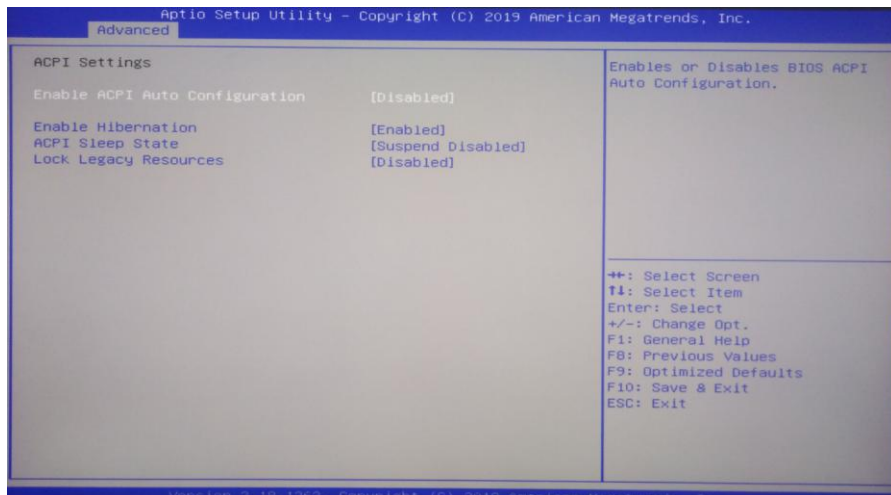 Aptio Setup Utility – Copyright (C) 2019 American Megatrends, Inc.
Advanced
ACPI Settings
Enable ACPI Auto Configuration [Disabled]
Enable Hibernation [Enabled]
ACPI Sleep State [Suspend Disabled]
Lock Legacy Resources [Disabled]
Enables or Disables BIOS ACPI
Auto Configuration.
→←: Select Screen
↑↓: Select Item
Enter: Select
+/-: Change Opt.
F1: General Help
F8: Previous Values
F9: Optimized Defaults
F10: Save & Exit
ESC: Exit